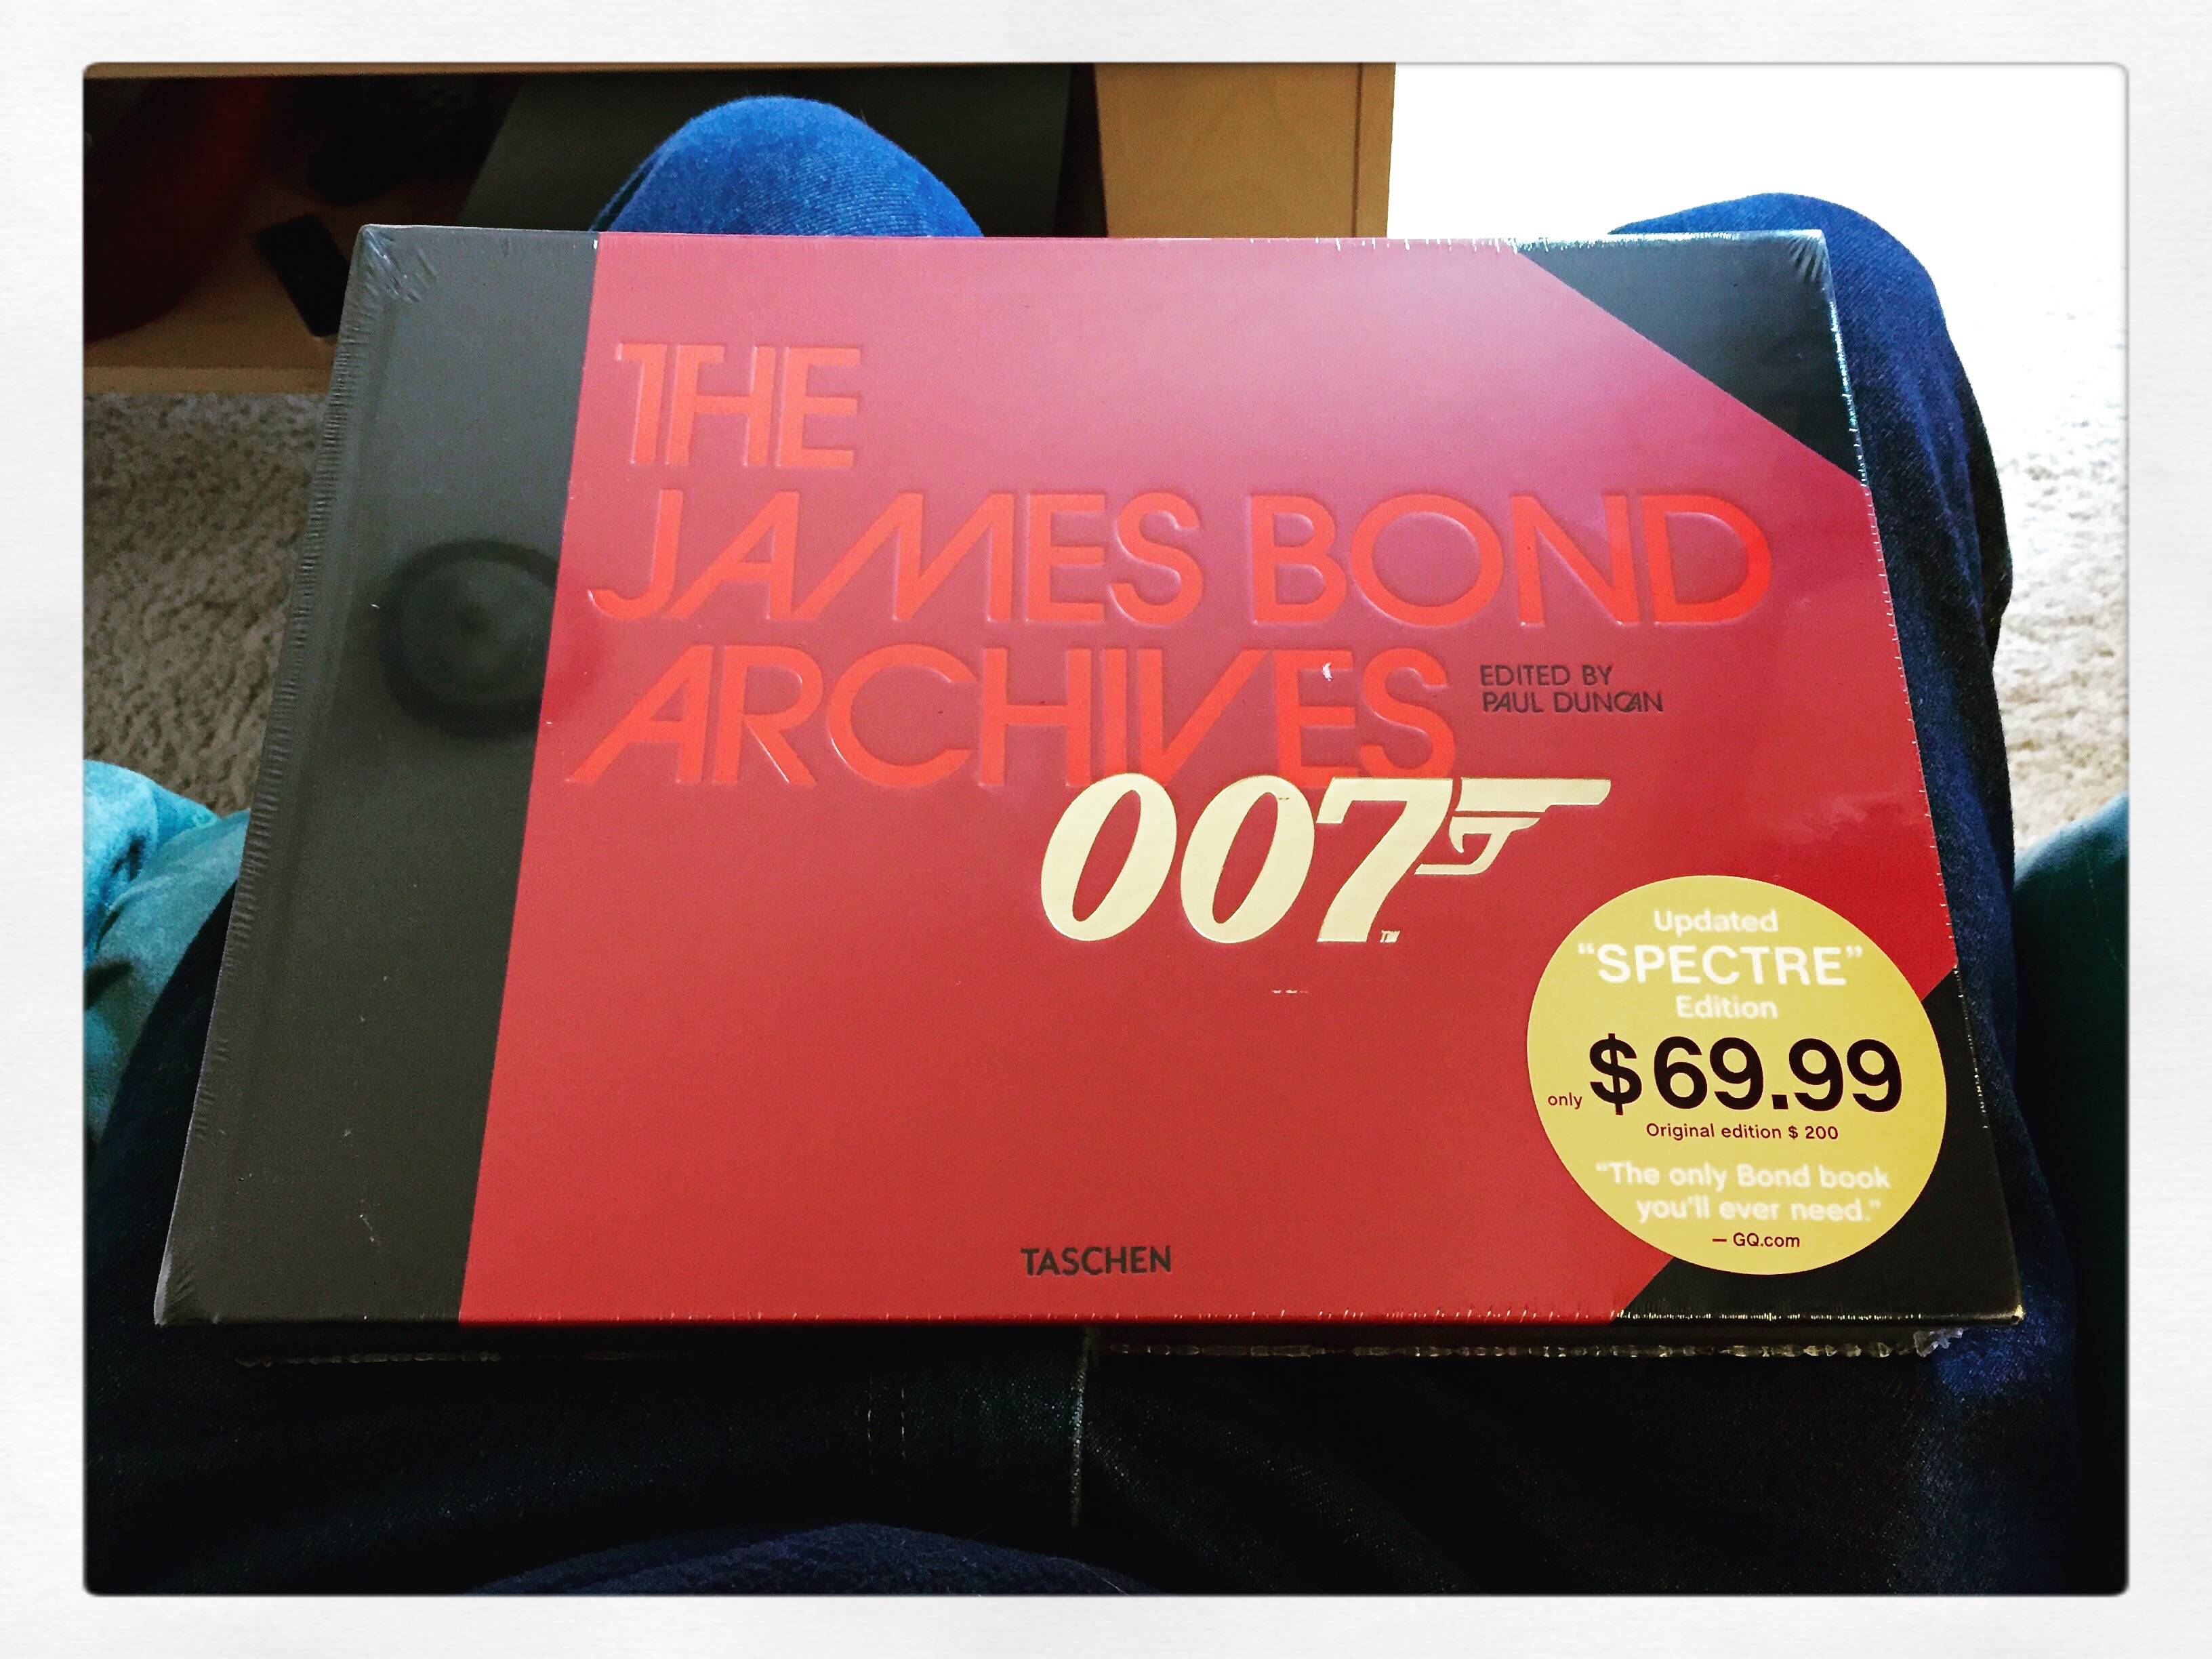 THE
JAMES BOND
ARCHIVES
EDITED BY
PAUL DUNCAN
007
TM
Updated
“SPECTRE”
Edition
only $69.99
Original edition $ 200
“The only Bond book
you'll ever need.”
— GQ.com
TASCHEN